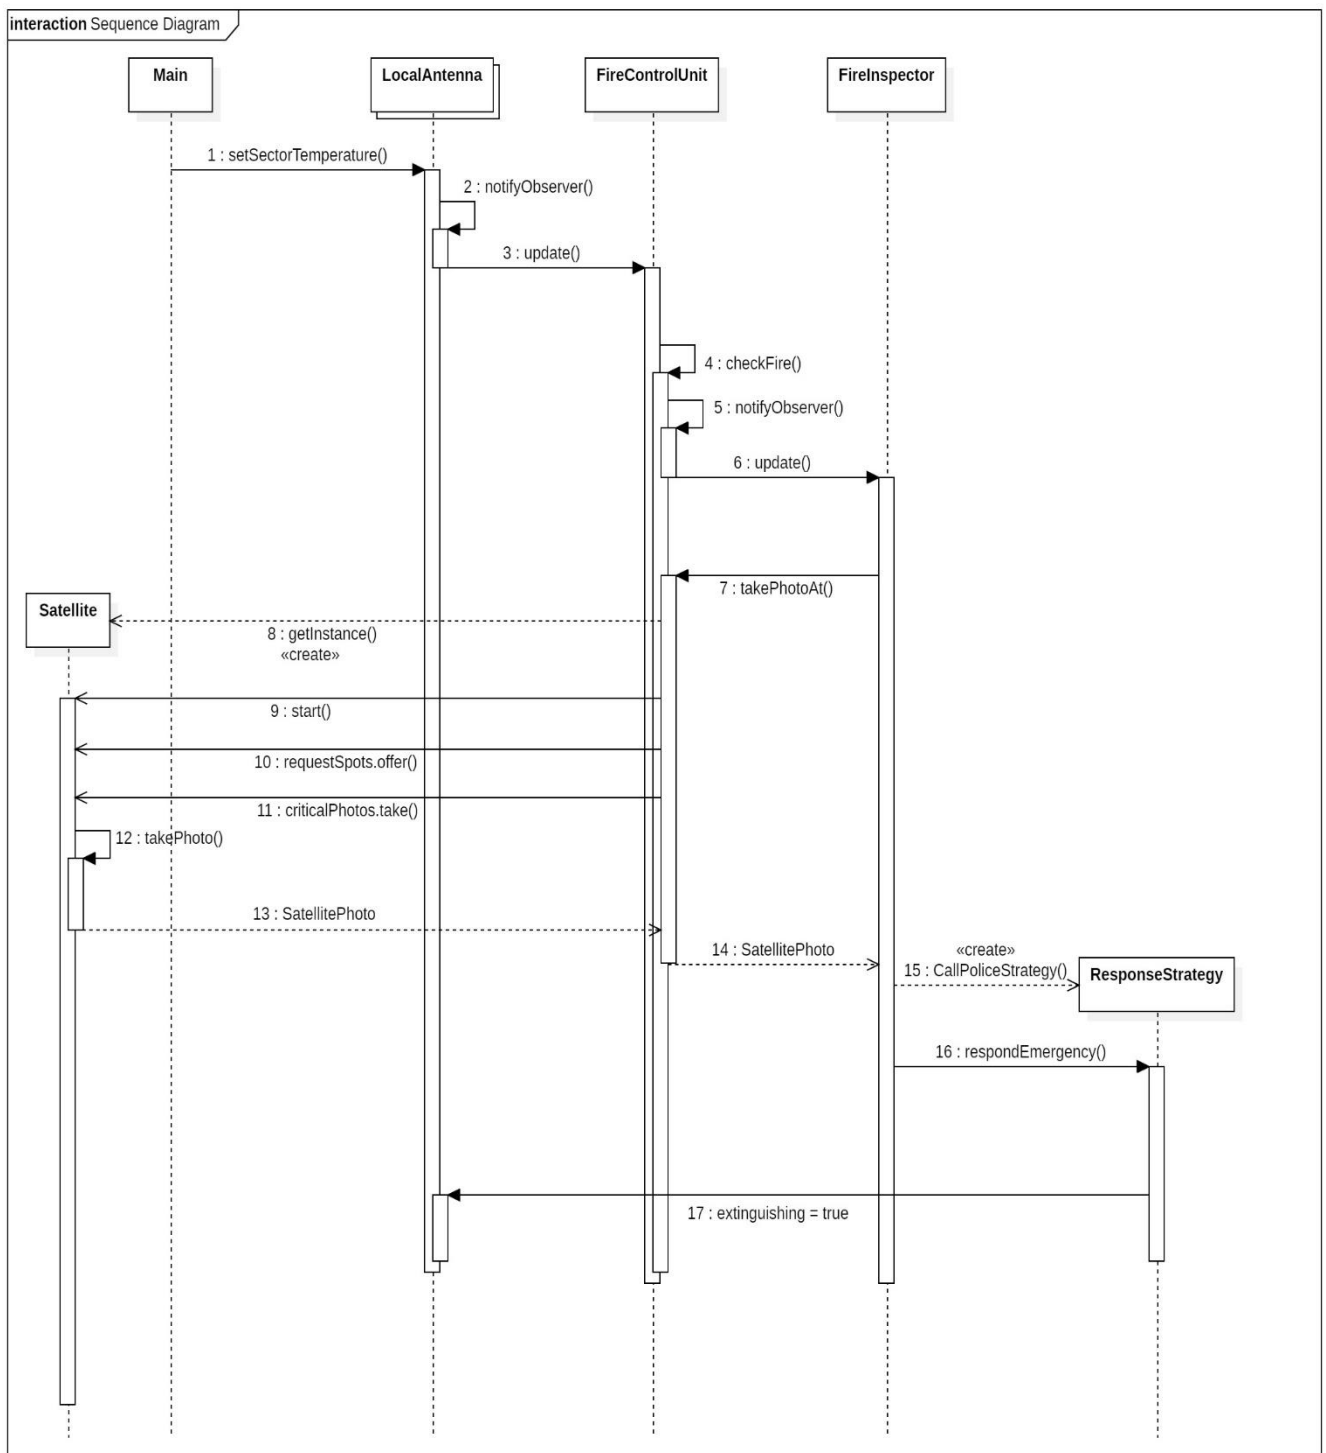 interaction Sequence Diagram
Main
LocalAntenna
FireControlUnit
FireInspector
1 : setSectorTemperature()
2 : notifyObserver()
3 : update()
4 : checkFire()
5 : notifyObserver()
6 : update()
7 : takePhotoAt()
Satellite
8 : getInstance()
«create»
9 : start()
10 : requestSpots.offer()
11 : criticalPhotos.take()
12 : takePhoto()
13 : SatellitePhoto
14 : SatellitePhoto
«create»
15 : CallPoliceStrategy()
ResponseStrategy
16 : respondEmergency()
17 : extinguishing = true